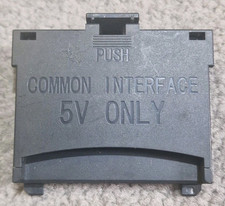 PUSH
COMMON INTERFACE
5V ONLY